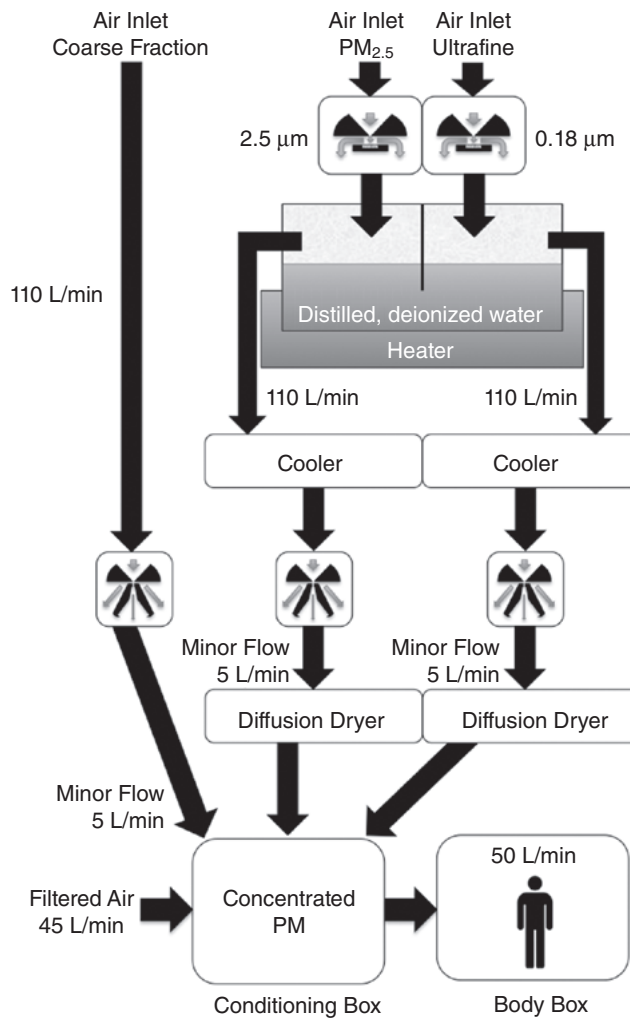 Air Inlet
Coarse Fraction
Air Inlet
PM2.5
Air Inlet
Ultrafine
2.5 μm
0.18 μm
110 L/min
Distilled, deionized water
Heater
110 L/min
110 L/min
Cooler
Cooler
Minor Flow
5 L/min
Minor Flow
5 L/min
Diffusion Dryer
Diffusion Dryer
Minor Flow
5 L/min
Filtered Air
45 L/min
Concentrated
PM
50 L/min
Conditioning Box
Body Box